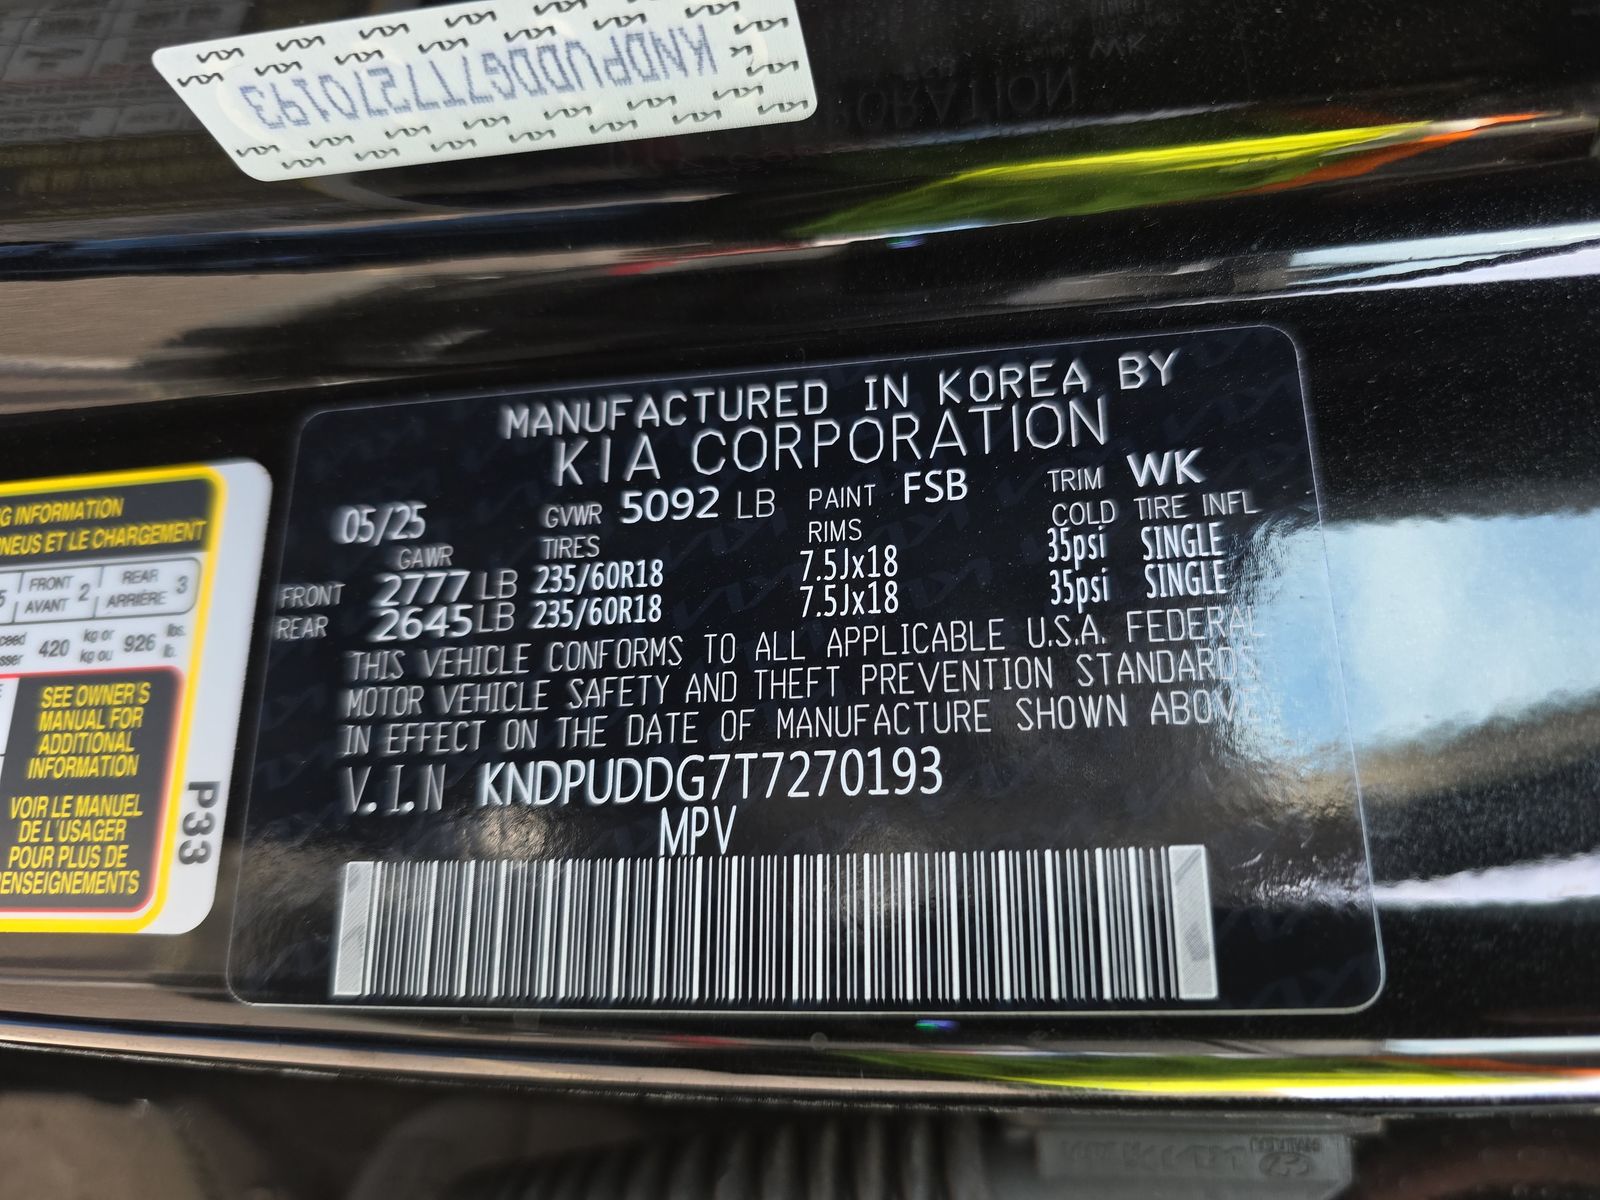 KNDPUDDG7T7270193
MANUFACTURED IN KOREA BY
KIA CORPORATION
05/25 GVWR 5092 LB PAINT FSB TRIM WK
GAWR TIRES RIMS COLD TIRE INFL
FRONT 2777 LB 235/60R18 7.5Jx18 35psi SINGLE
REAR 2645 LB 235/60R18 7.5Jx18 35psi SINGLE
THIS VEHICLE CONFORMS TO ALL APPLICABLE U.S.A. FEDERAL
MOTOR VEHICLE SAFETY AND THEFT PREVENTION STANDARDS
IN EFFECT ON THE DATE OF MANUFACTURE SHOWN ABOVE
V.I.N KNDPUDDG7T7270193
MPV
INFORMATION
ET LE CHARGEMENT
5 FRONT 2 REAR 3
AVANT ARRIÈRE
420 kg or 926 lbs.
kg ou lb.
SEE OWNER'S
MANUAL FOR
ADDITIONAL
INFORMATION
VOIR LE MANUEL
DE L'USAGER
POUR PLUS DE
RENSEIGNEMENTS
P33